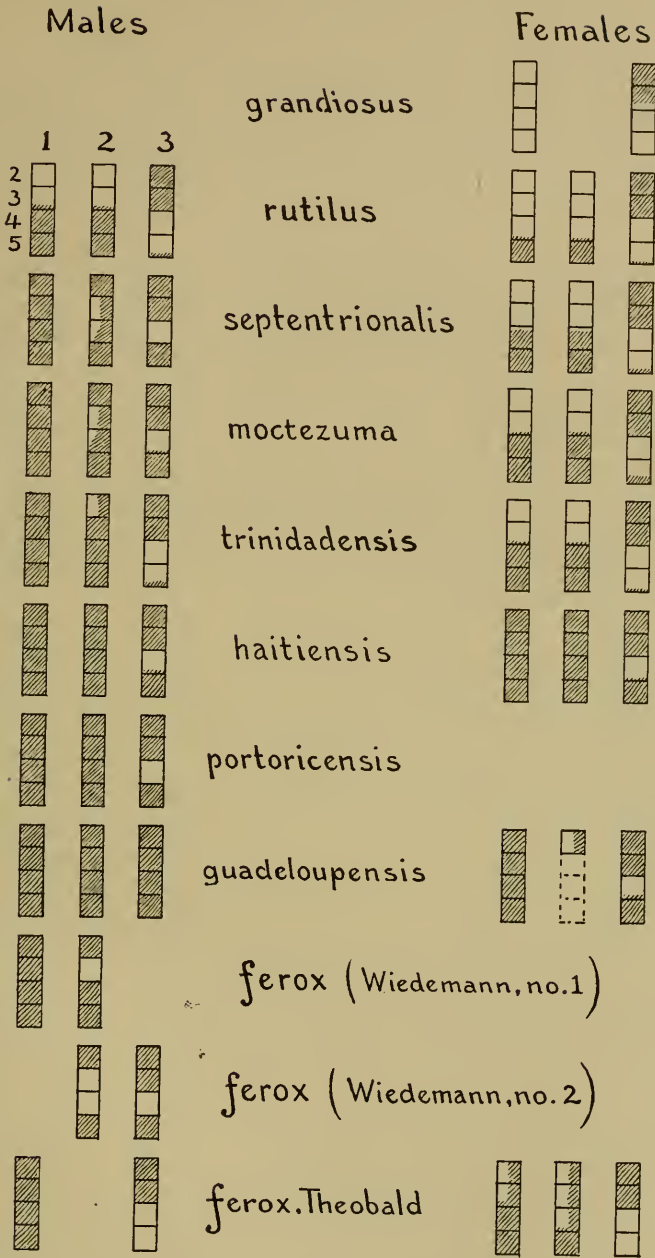 Males
Females
grandiosus
1 2 3
2
3
4
5
rutilus
septentrionalis
moctezuma
trinidadensis
haitiensis
portoricensis
guadeloupensis
ferox (Wiedemann, no.1)
ferox (Wiedemann, no. 2)
ferox. Theobald